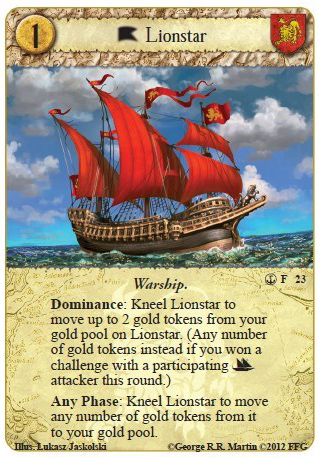 1
Lionstar
Warship.
F 23
Dominance: Kneel Lionstar to
move up to 2 gold tokens from your
gold pool on Lionstar. (Any number
of gold tokens instead if you won a
challenge with a participating
attacker this round.)
Any Phase: Kneel Lionstar to move
any number of gold tokens from it
to your gold pool.
Illus. Łukasz Jaskolski ©George R.R. Martin ©2012 FFG